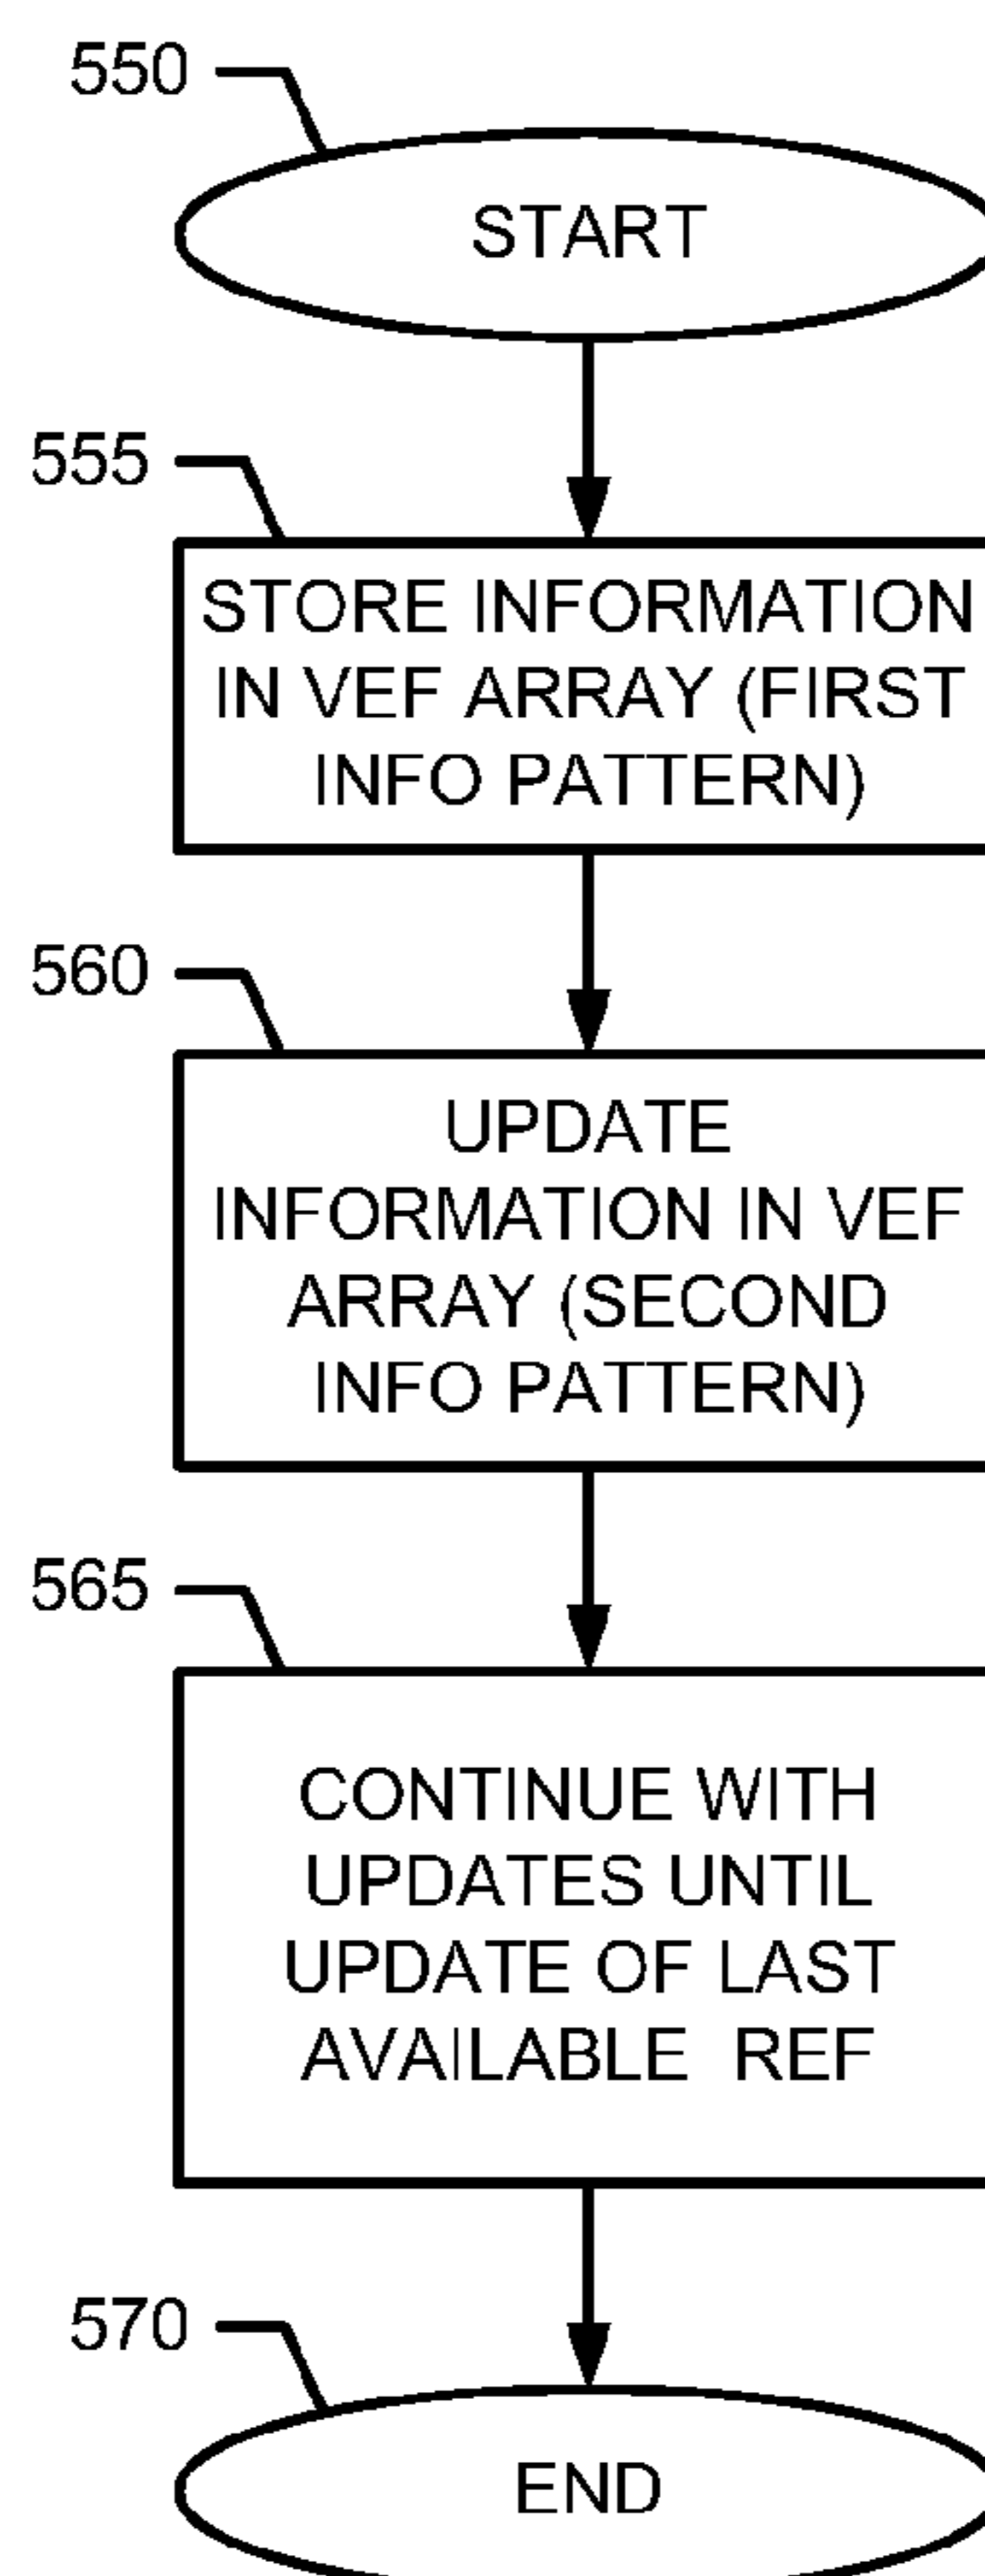 550
START
555
STORE INFORMATION
IN VEF ARRAY (FIRST
INFO PATTERN)
560
UPDATE
INFORMATION IN VEF
ARRAY (SECOND
INFO PATTERN)
565
CONTINUE WITH
UPDATES UNTIL
UPDATE OF LAST
AVAILABLE REF
570
END